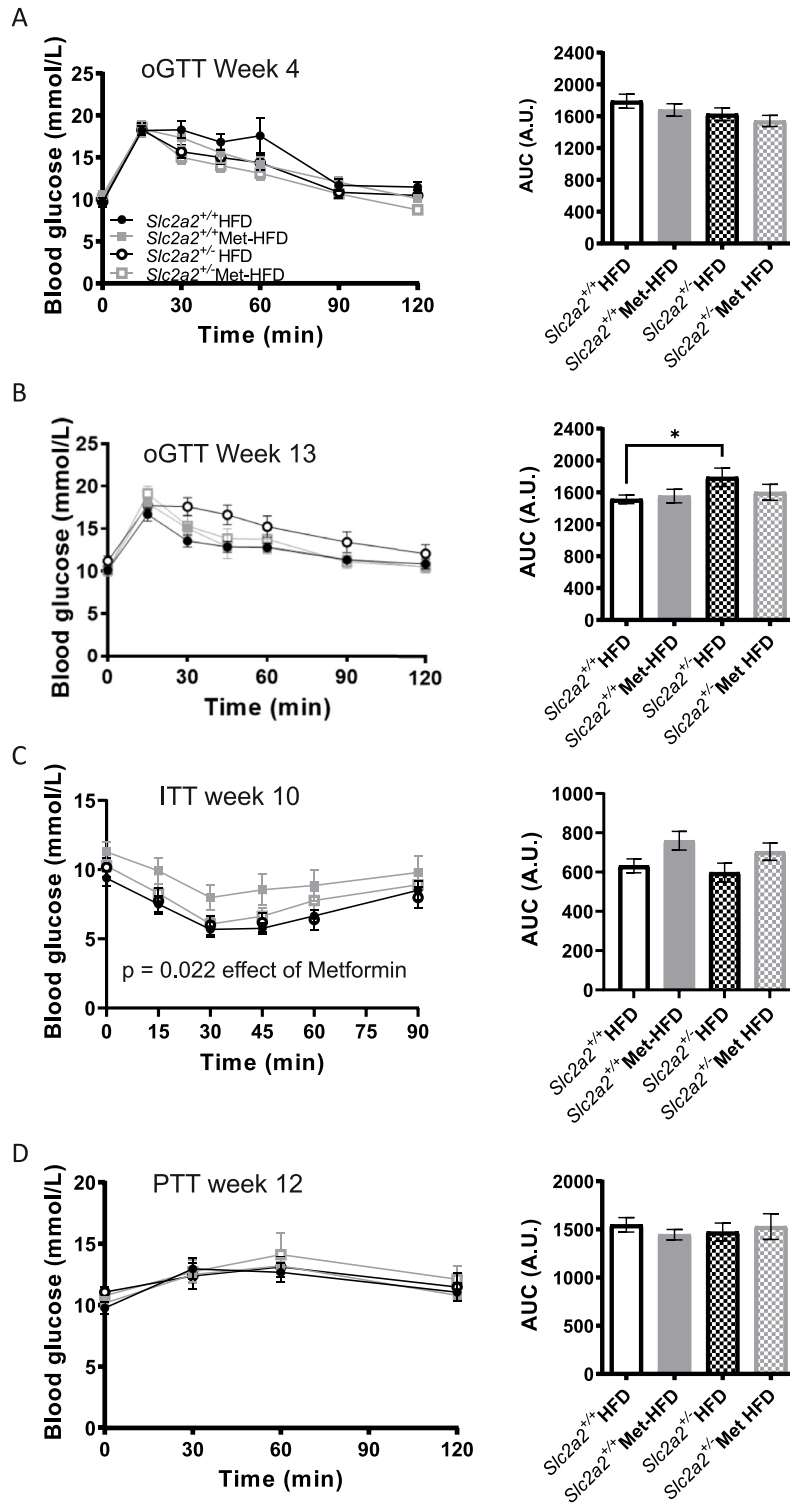 A
oGTT Week 4
Blood glucose (mmol/L)
25
20
15
10
5
0
Slc2a2+/+HFD
Slc2a2+/+Met-HFD
Slc2a2+/- HFD
Slc2a2+/-Met-HFD
0 30 60 90 120
Time (min)
AUC (A.U.)
2400
2000
1600
1200
800
400
0
Slc2a2+/+HFD
Slc2a2+/+Met-HFD
Slc2a2+/-HFD
Slc2a2+/-Met HFD
B
oGTT Week 13
Blood glucose (mmol/L)
25
20
15
10
5
0
0 30 60 90 120
Time (min)
AUC (A.U.)
2400
2000
1600
1200
800
400
0
*
Slc2a2+/+HFD
Slc2a2+/+Met-HFD
Slc2a2+/-HFD
Slc2a2+/-Met HFD
C
ITT week 10
Blood glucose (mmol/L)
15
10
5
0
p = 0.022 effect of Metformin
0 15 30 45 60 75 90
Time (min)
AUC (A.U.)
1000
800
600
400
200
0
Slc2a2+/+HFD
Slc2a2+/+Met-HFD
Slc2a2+/-HFD
Slc2a2+/-Met HFD
D
PTT week 12
Blood glucose (mmol/L)
20
15
10
5
0
0 30 60 90 120
Time (min)
AUC (A.U.)
2000
1500
1000
500
0
Slc2a2+/+HFD
Slc2a2+/+Met-HFD
Slc2a2+/-HFD
Slc2a2+/-Met HFD